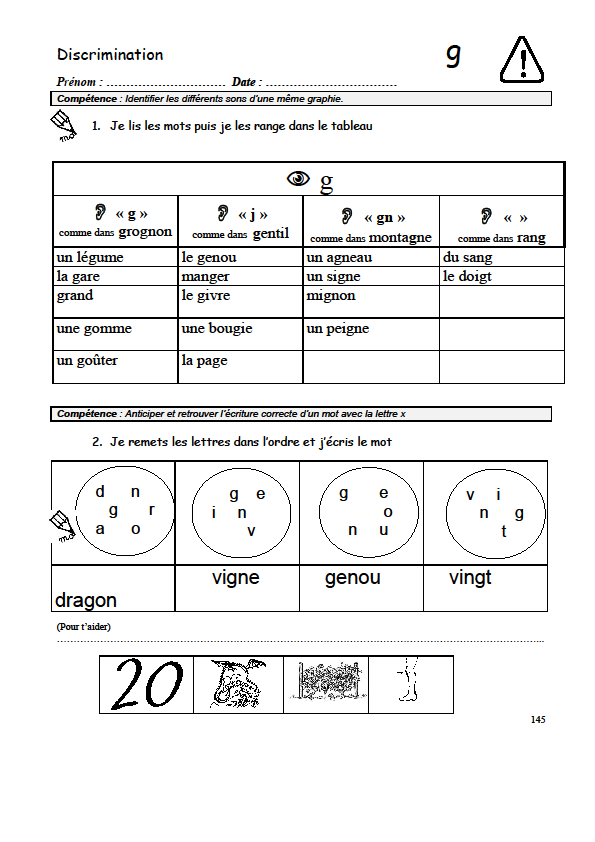 Discrimination g
Prénom : ................................ Date : ...................................
Compétence : Identifier les différents sons d'une même graphie.
1. Je lis les mots puis je les range dans le tableau
g
« g » « j » « gn » « »
comme dans grognon comme dans gentil comme dans montagne comme dans rang
un légume le genou un agneau du sang
la gare manger un signe le doigt
grand le givre mignon
une gomme une bougie un peigne
un goûter la page
Compétence : Anticiper et retrouver l'écriture correcte d'un mot avec la lettre x
2. Je remets les lettres dans l'ordre et j'écris le mot
d n g e g e v i
g r i n o n g
a o v n u t
dragon vigne genou vingt
(Pour t'aider)
20
145